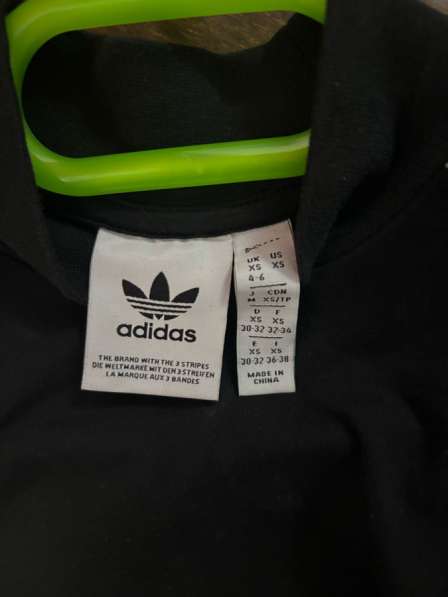 adidas
THE BRAND WITH THE 3 STRIPES
DIE WELTMARKE MIT DEN 3 STREIFEN
LA MARQUE AUX 3 BANDES
UK US
XS XS
4-6
J CDN
M XS/TP
D F
XS XS
30-32 32-34
E I
XS XS
30-32 36-38
MADE IN
CHINA